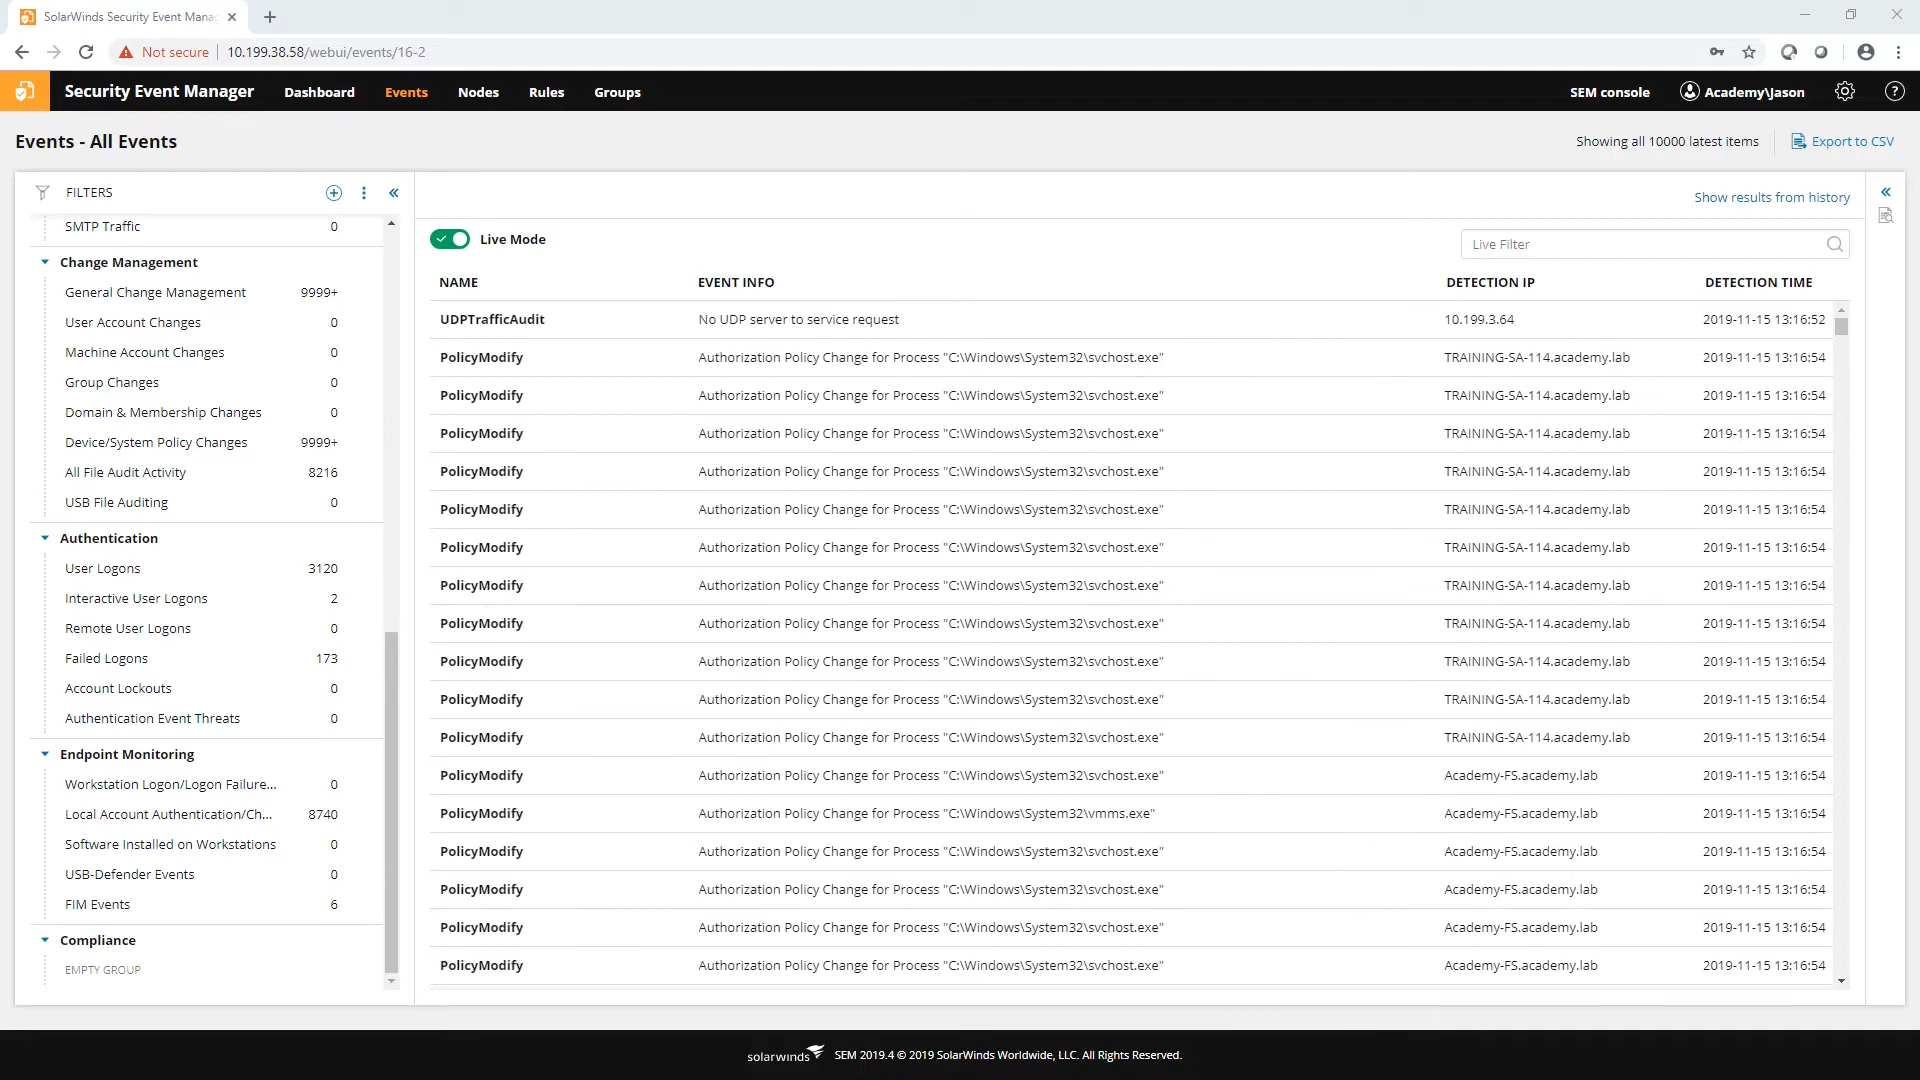 SolarWinds Security Event Mana
Not secure
10.199.38.58/webui/events/16-2
Security Event Manager
Dashboard
Events
Nodes
Rules
Groups
SEM console
Academy\Jason
?
Events - All Events
Showing all 10000 latest items
Export to CSV
FILTERS
SMTP Traffic 0
Change Management
General Change Management 9999+
User Account Changes 0
Machine Account Changes 0
Group Changes 0
Domain & Membership Changes 0
Device/System Policy Changes 9999+
All File Audit Activity 8216
USB File Auditing 0
Authentication
User Logons 3120
Interactive User Logons 2
Remote User Logons 0
Failed Logons 173
Account Lockouts 0
Authentication Event Threats 0
Endpoint Monitoring
Workstation Logon/Logon Failure... 0
Local Account Authentication/Ch... 8740
Software Installed on Workstations 0
USB-Defender Events 0
FIM Events 6
Compliance
EMPTY GROUP
Show results from history
Live Mode
Live Filter
NAME EVENT INFO DETECTION IP DETECTION TIME
UDPTrafficAudit No UDP server to service request 10.199.3.64 2019-11-15 13:16:52
PolicyModify Authorization Policy Change for Process "C:\Windows\System32\svchost.exe" TRAINING-SA-114.academy.lab 2019-11-15 13:16:54
PolicyModify Authorization Policy Change for Process "C:\Windows\System32\svchost.exe" TRAINING-SA-114.academy.lab 2019-11-15 13:16:54
PolicyModify Authorization Policy Change for Process "C:\Windows\System32\svchost.exe" TRAINING-SA-114.academy.lab 2019-11-15 13:16:54
PolicyModify Authorization Policy Change for Process "C:\Windows\System32\svchost.exe" TRAINING-SA-114.academy.lab 2019-11-15 13:16:54
PolicyModify Authorization Policy Change for Process "C:\Windows\System32\svchost.exe" TRAINING-SA-114.academy.lab 2019-11-15 13:16:54
PolicyModify Authorization Policy Change for Process "C:\Windows\System32\svchost.exe" TRAINING-SA-114.academy.lab 2019-11-15 13:16:54
PolicyModify Authorization Policy Change for Process "C:\Windows\System32\svchost.exe" TRAINING-SA-114.academy.lab 2019-11-15 13:16:54
PolicyModify Authorization Policy Change for Process "C:\Windows\System32\svchost.exe" TRAINING-SA-114.academy.lab 2019-11-15 13:16:54
PolicyModify Authorization Policy Change for Process "C:\Windows\System32\svchost.exe" TRAINING-SA-114.academy.lab 2019-11-15 13:16:54
PolicyModify Authorization Policy Change for Process "C:\Windows\System32\svchost.exe" TRAINING-SA-114.academy.lab 2019-11-15 13:16:54
PolicyModify Authorization Policy Change for Process "C:\Windows\System32\svchost.exe" TRAINING-SA-114.academy.lab 2019-11-15 13:16:54
PolicyModify Authorization Policy Change for Process "C:\Windows\System32\svchost.exe" Academy-FS.academy.lab 2019-11-15 13:16:54
PolicyModify Authorization Policy Change for Process "C:\Windows\System32\vmms.exe" Academy-FS.academy.lab 2019-11-15 13:16:54
PolicyModify Authorization Policy Change for Process "C:\Windows\System32\svchost.exe" Academy-FS.academy.lab 2019-11-15 13:16:54
PolicyModify Authorization Policy Change for Process "C:\Windows\System32\svchost.exe" Academy-FS.academy.lab 2019-11-15 13:16:54
PolicyModify Authorization Policy Change for Process "C:\Windows\System32\svchost.exe" Academy-FS.academy.lab 2019-11-15 13:16:54
PolicyModify Authorization Policy Change for Process "C:\Windows\System32\svchost.exe" Academy-FS.academy.lab 2019-11-15 13:16:54
solarwinds SEM 2019.4 © 2019 SolarWinds Worldwide, LLC. All Rights Reserved.